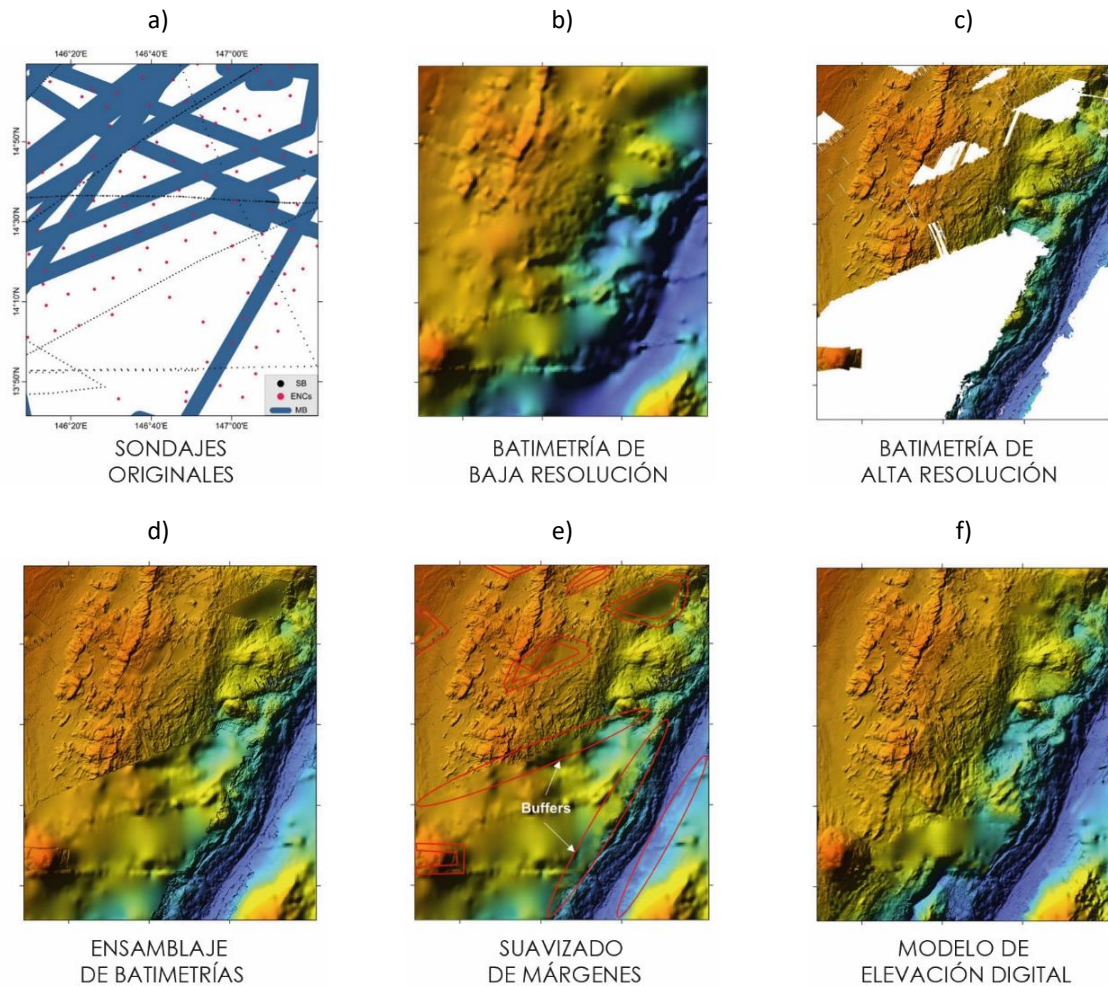 a)
b)
c)
146°20'E 146°40'E 147°00'E
14°50'N
14°30'N
14°10'N
13°50'N
SB
ENCs
MB
SONDAJES
ORIGINALES
BATIMETRÍA DE
BAJA RESOLUCIÓN
BATIMETRÍA DE
ALTA RESOLUCIÓN
146°20'E 146°40'E 147°00'E
d)
e)
f)
Buffers
ENSAMBLAJE
DE BATIMETRÍAS
SUAVIZADO
DE MÁRGENES
MODELO DE
ELEVACIÓN DIGITAL